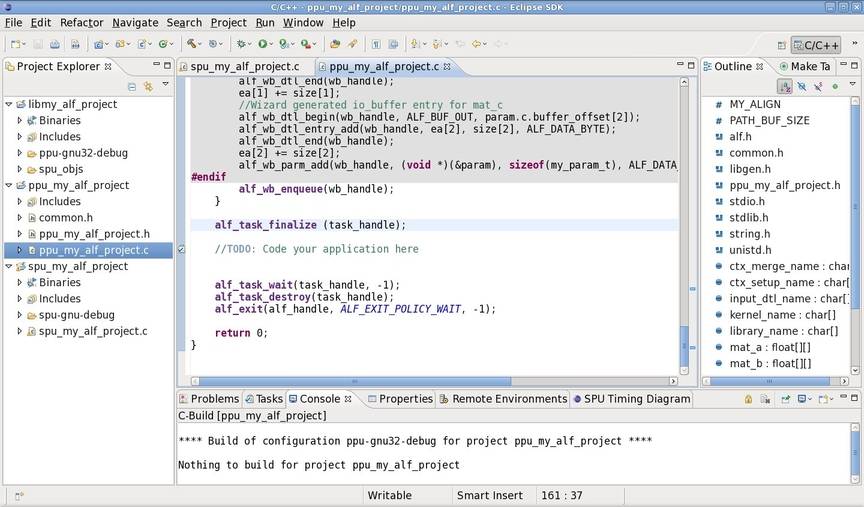 C/C++ - ppu_my_alf_project/ppu_my_alf_project.c - Eclipse SDK
File Edit Refactor Navigate Search Project Run Window Help
C/C++
Project Explorer
libmy_alf_project
Binaries
Includes
ppu-gnu32-debug
spu_objs
ppu_my_alf_project
Includes
common.h
ppu_my_alf_project.h
ppu_my_alf_project.c
spu_my_alf_project
Binaries
Includes
spu-gnu-debug
spu_my_alf_project.c
spu_my_alf_project.c ppu_my_alf_project.c
alf_wb_dtl_end(wb_handle);
ea[1] += size[1];
//Wizard generated io_buffer entry for mat_c
alf_wb_dtl_begin(wb_handle, ALF_BUF_OUT, param.c.buffer_offset[2]);
alf_wb_dtl_entry_add(wb_handle, ea[2], size[2], ALF_DATA_BYTE);
alf_wb_dtl_end(wb_handle);
ea[2] += size[2];
alf_wb_parm_add(wb_handle, (void *)(&param), sizeof(my_param_t), ALF_DATA_
#endif
alf_wb_enqueue(wb_handle);
}
alf_task_finalize (task_handle);
//TODO: Code your application here
alf_task_wait(task_handle, -1);
alf_task_destroy(task_handle);
alf_exit(alf_handle, ALF_EXIT_POLICY_WAIT, -1);
return 0;
}
Outline Make Ta
MY_ALIGN
PATH_BUF_SIZE
alf.h
common.h
libgen.h
ppu_my_alf_project.h
stdio.h
stdlib.h
string.h
unistd.h
ctx_merge_name : char
ctx_setup_name : char
input_dtl_name : char[
kernel_name : char[]
library_name : char[]
mat_a : float[][]
mat_b : float[][]
Problems Tasks Console Properties Remote Environments SPU Timing Diagram
C-Build [ppu_my_alf_project]
**** Build of configuration ppu-gnu32-debug for project ppu_my_alf_project ****
Nothing to build for project ppu_my_alf_project
Writable Smart Insert 161 : 37